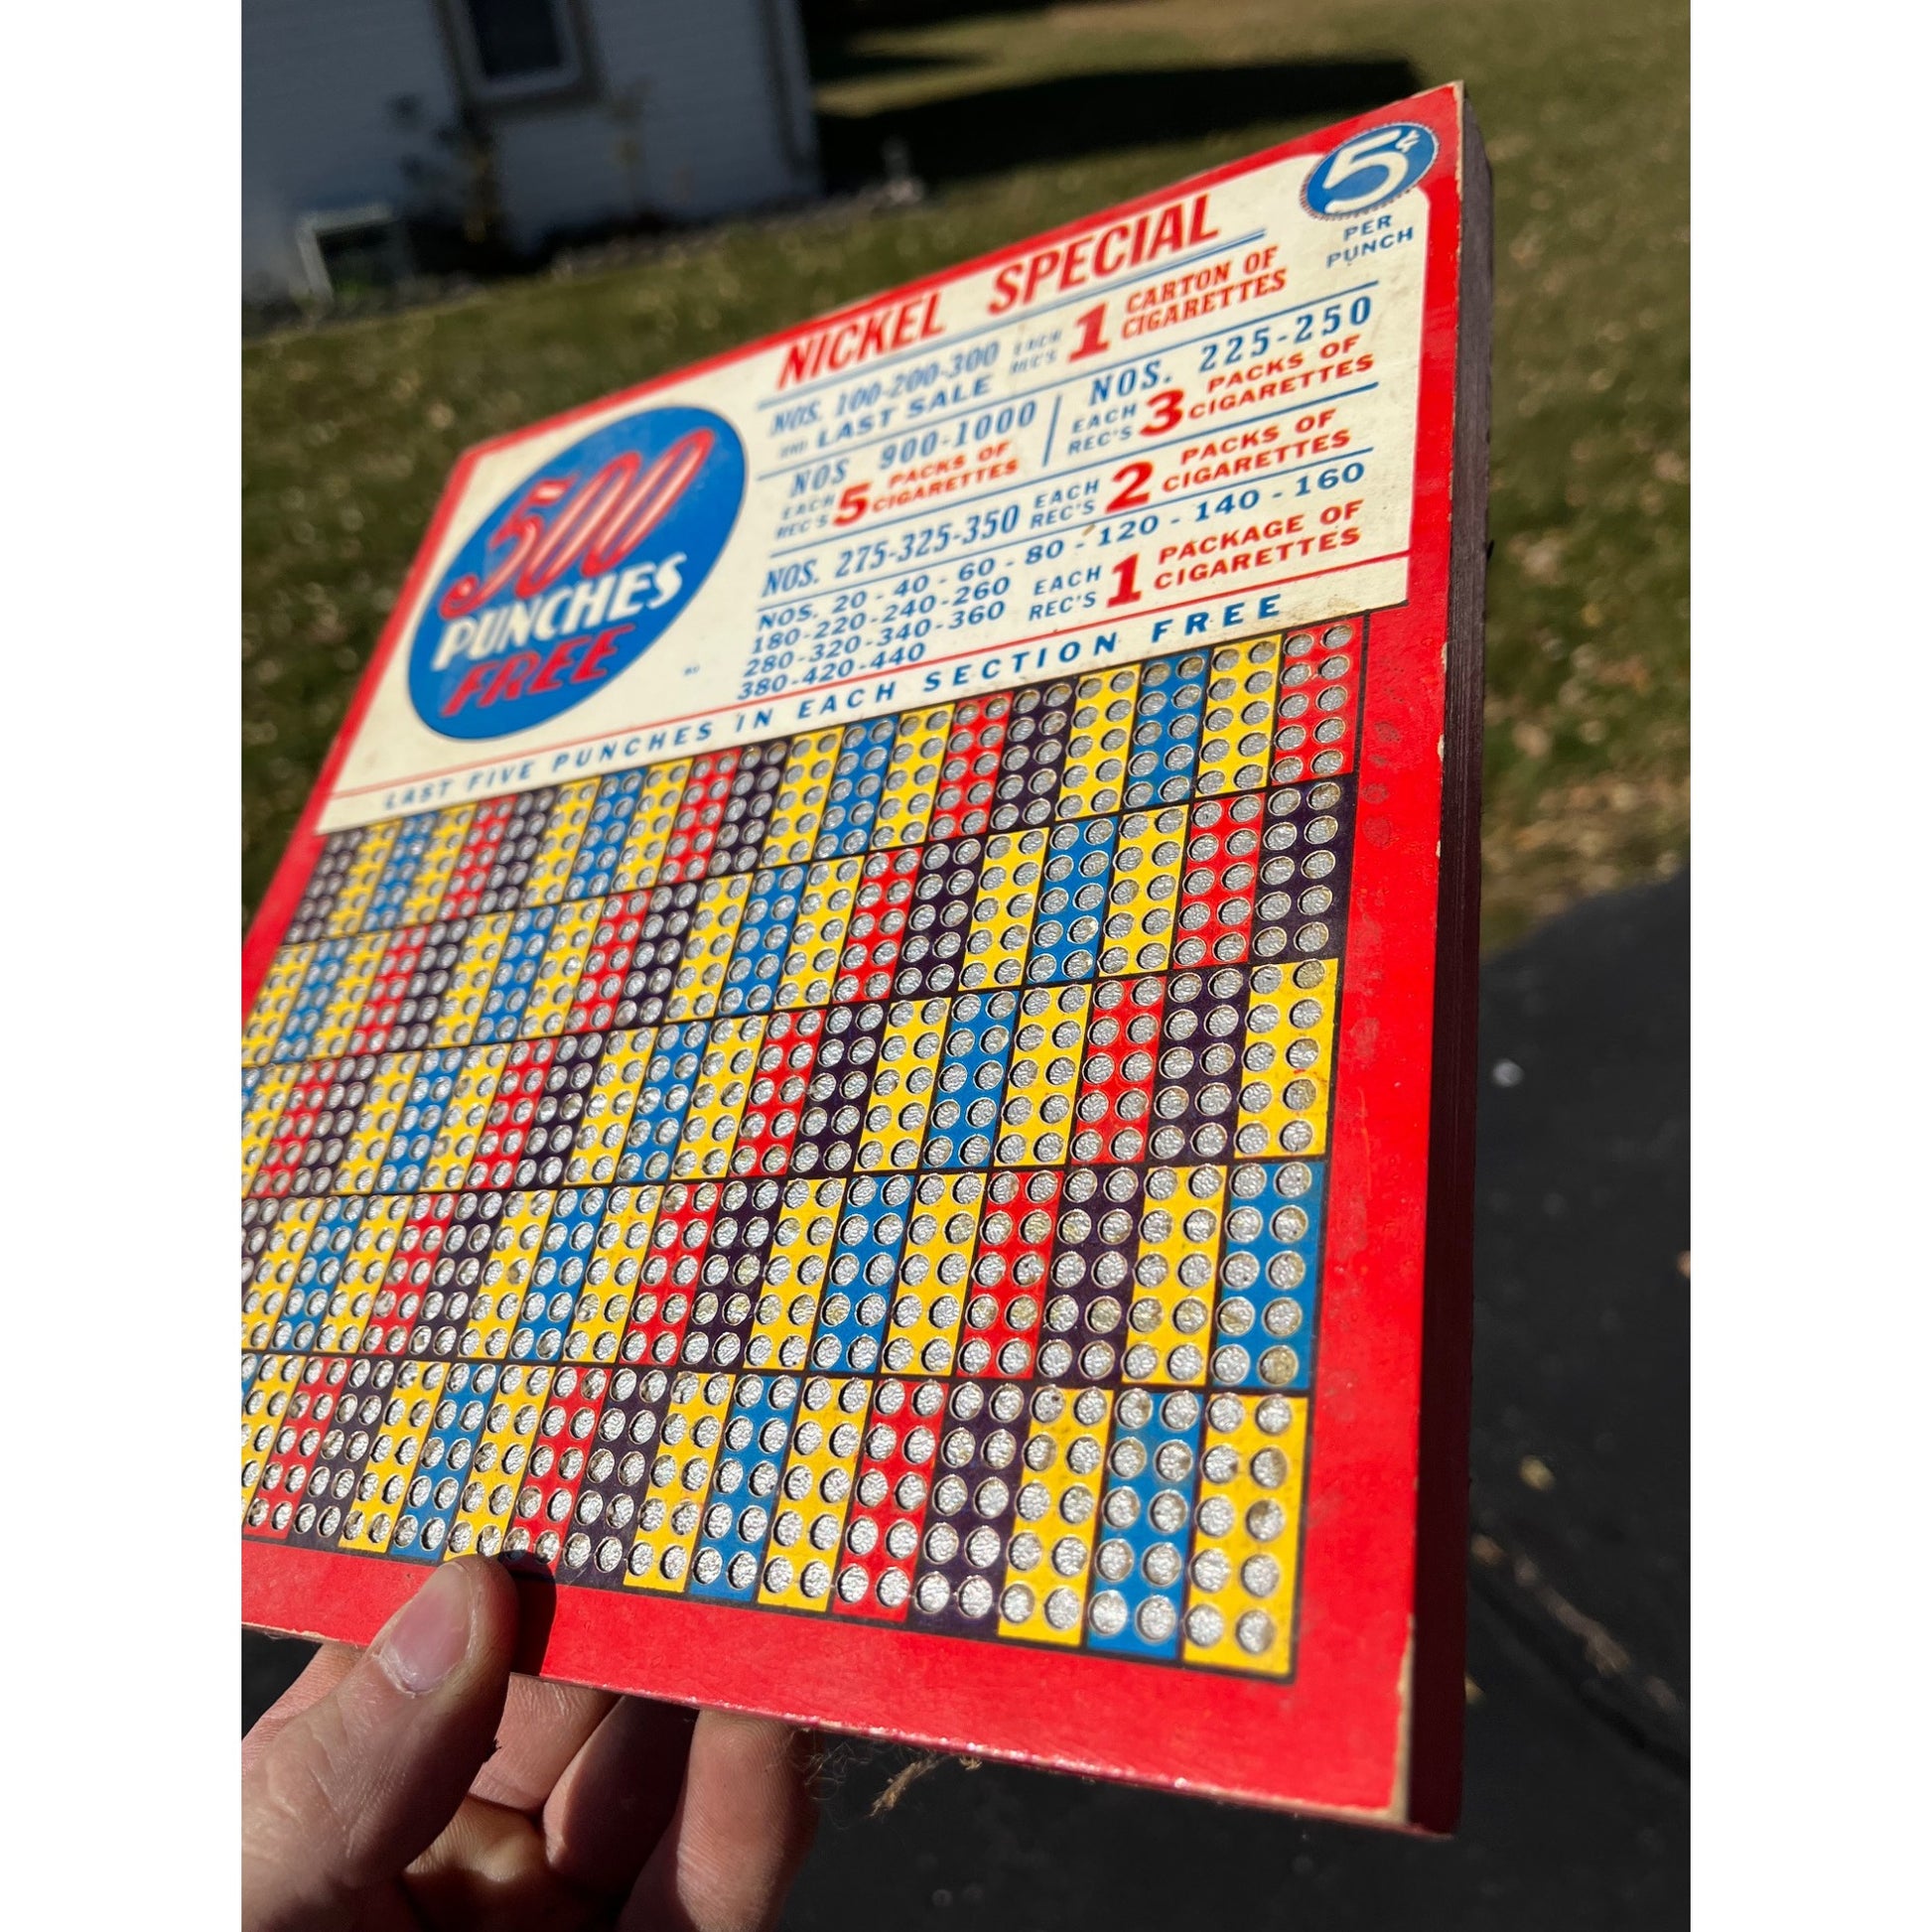 5¢
PER
PUNCH
NICKEL SPECIAL
NOS. 100-200-300
AND LAST SALE
EACH
REC'S
1
CARTON OF
CIGARETTES
NOS 900-1000
EACH
REC'S
5
PACKS OF
CIGARETTES
NOS. 225-250
EACH
REC'S
3
PACKS OF
CIGARETTES
NOS. 275-325-350
EACH
REC'S
2
PACKS OF
CIGARETTES
NOS. 20 - 40 - 60 - 80 - 120 - 140 - 160
180-220-240-260
280-320-340-360
380-420-440
EACH
REC'S
1
PACKAGE OF
CIGARETTES
500
PUNCHES
FREE
LAST FIVE PUNCHES IN EACH SECTION FREE